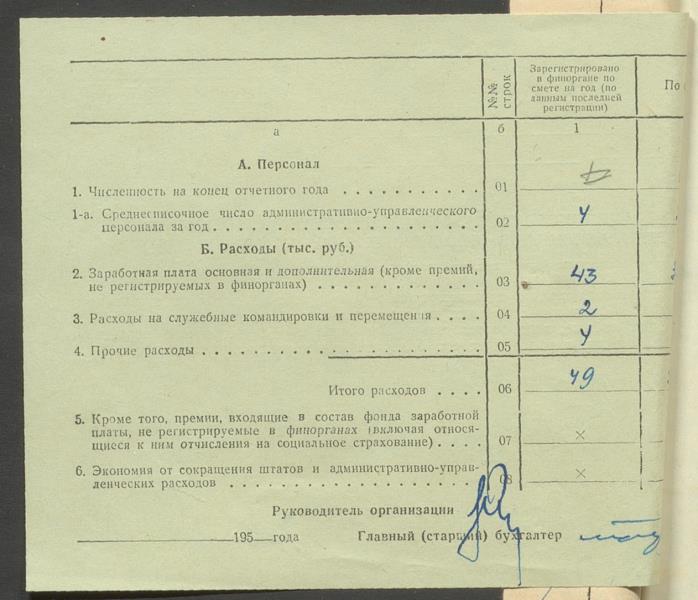 №№ строк
Зарегистрировано
в финоргане по
смете на год (по
данным последней
регистрации)
По
а б 1
А. Персонал
1. Численность на конец отчетного года . . . . . . . . . . . 01
1-а. Среднесписочное число административно-управленческого
персонала за год . . . . . . . . . . . . . . . . . . . . . 02 4
Б. Расходы (тыс. руб.)
2. Заработная плата основная и дополнительная (кроме премий,
не регистрируемых в финорганах) . . . . . . . . . . . . 03 43
3. Расходы на служебные командировки и перемещения . . . . 04 2
4. Прочие расходы . . . . . . . . . . . . . . . . . . . . . 05 4
Итого расходов . . . . 06 49
5. Кроме того, премии, входящие в состав фонда заработной
платы, не регистрируемые в финорганах (включая относя-
щиеся к ним отчисления на социальное страхование) . . . . 07 ×
6. Экономия от сокращения штатов и административно-управ-
ленческих расходов . . . . . . . . . . . . . . . . . . . 08 ×
Руководитель организации
195 года Главный (старший) бухгалтер